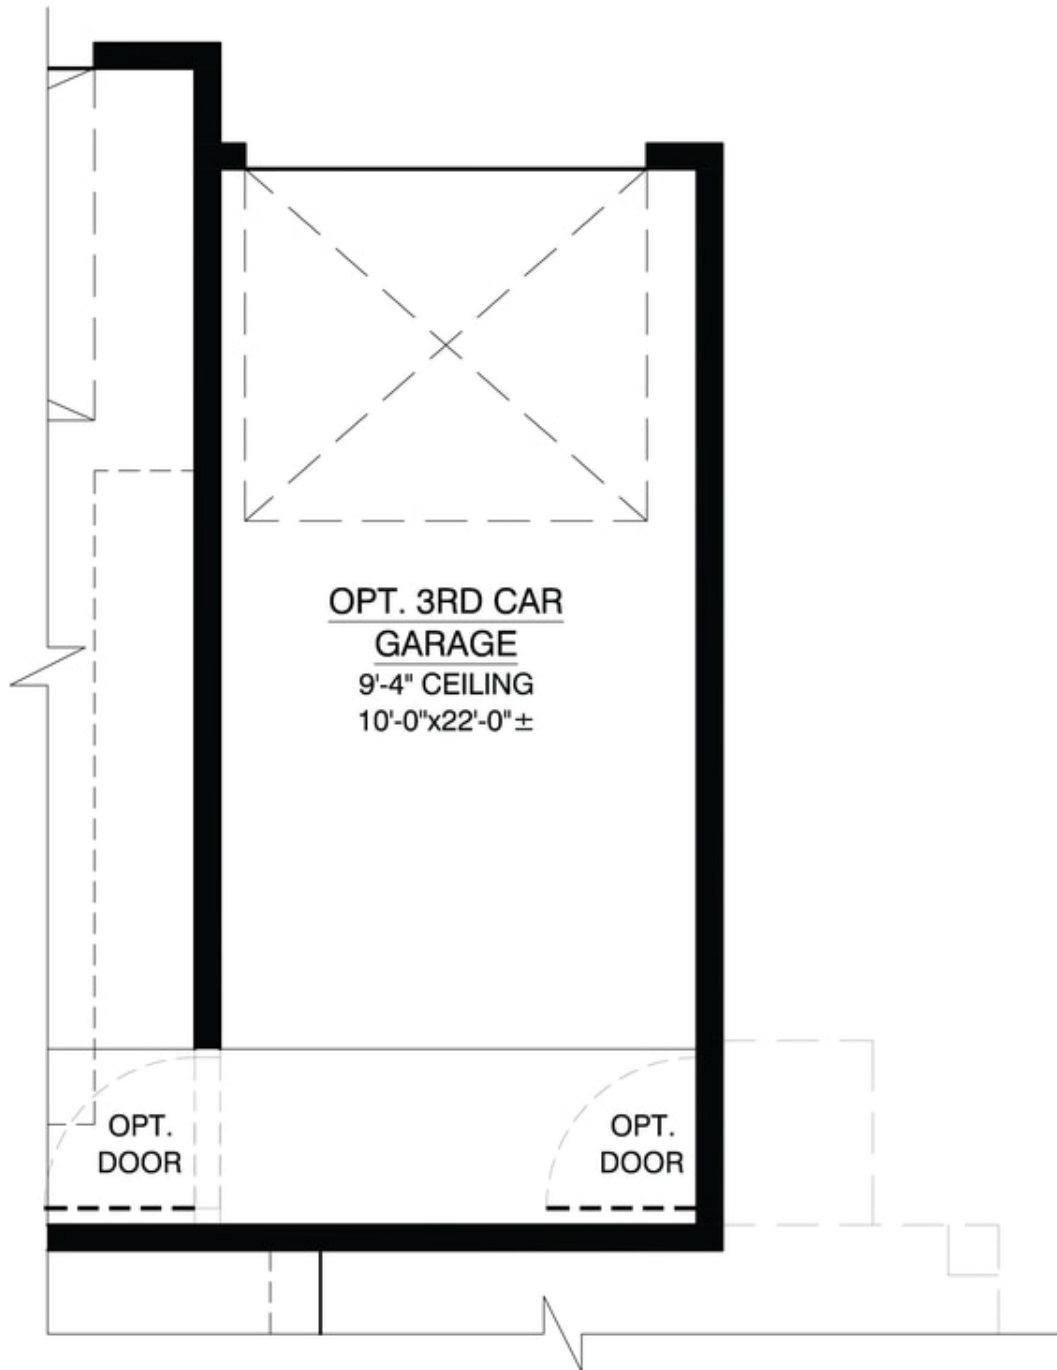 OPT. 3RD CAR
GARAGE
9'-4" CEILING
10'-0"x22'-0"±
OPT.
DOOR
OPT.
DOOR